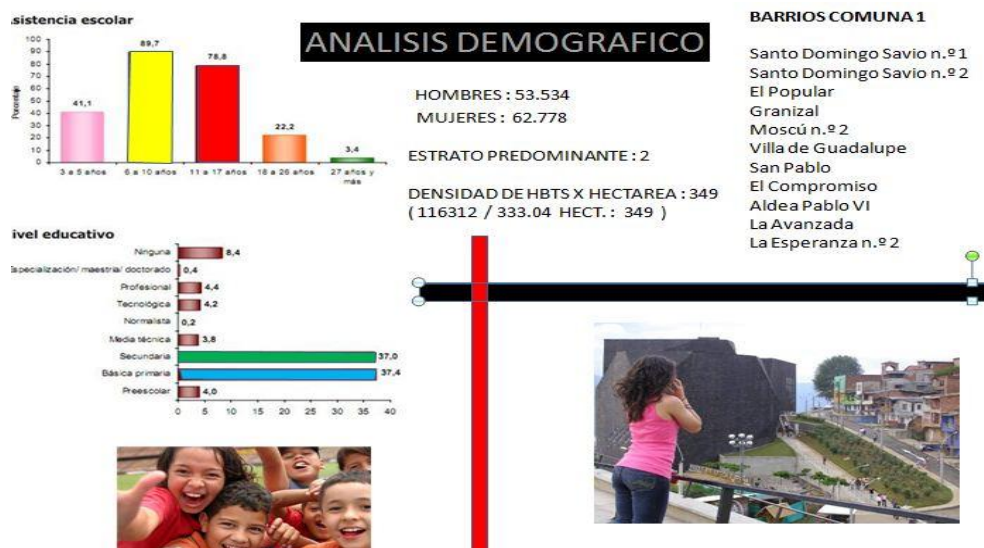 sistencia escolar
Porcentaje
100
90
80
70
60
50
40
30
20
10
0
41,1
89,7
78,8
22,2
3,4
3 a 5 años
6 a 10 años
11 a 17 años
18 a 26 años
27 años y
más
ANALISIS DEMOGRAFICO
HOMBRES : 53.534
MUJERES : 62.778
ESTRATO PREDOMINANTE : 2
DENSIDAD DE HBTS X HECTAREA : 349
( 116312 / 333.04 HECT. : 349 )
BARRIOS COMUNA 1
Santo Domingo Savio n.º 1
Santo Domingo Savio n.º 2
El Popular
Granizal
Moscú n.º 2
Villa de Guadalupe
San Pablo
El Compromiso
Aldea Pablo VI
La Avanzada
La Esperanza n.º 2
ivel educativo
Ninguna 8,4
Especialización/ maestría/ doctorado 0,4
Profesional 4,4
Tecnológica 4,2
Normalista 0,2
Media técnica 3,8
Secundaria 37,0
Básica primaria 37,4
Preescolar 4,0
0 5 10 15 20 25 30 35 40